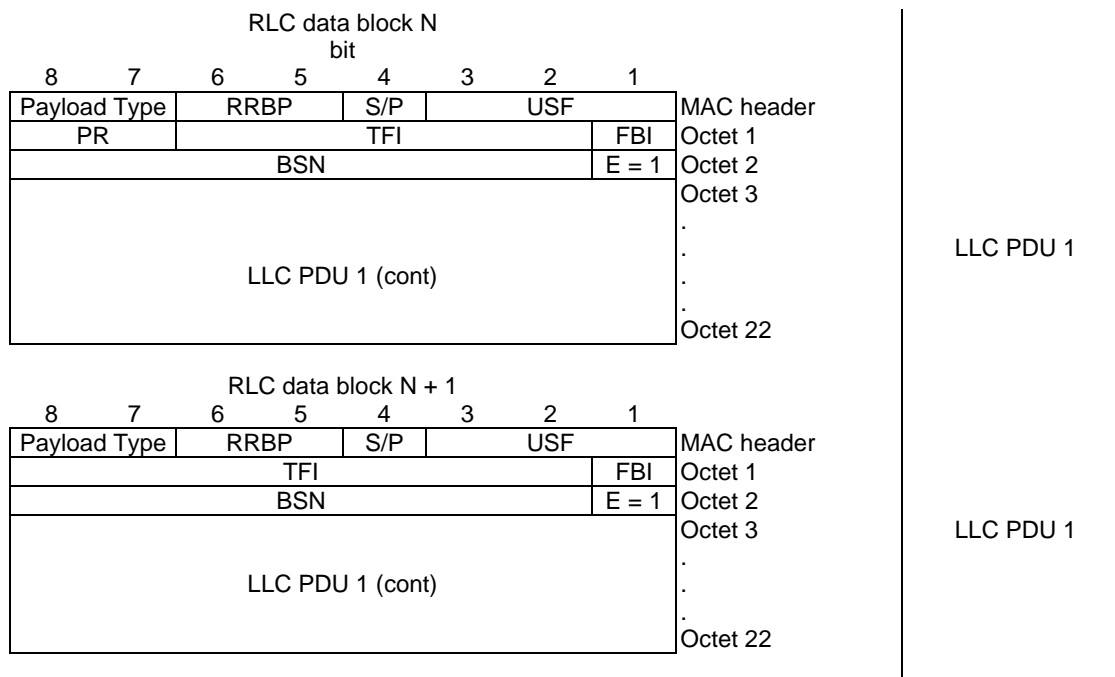 RLC data block N
bit
8 7 6 5 4 3 2 1
Payload Type RRBP S/P USF MAC header
PR TFI FBI Octet 1
BSN E = 1 Octet 2
Octet 3
.
.
LLC PDU 1
LLC PDU 1 (cont)
.
.
Octet 22
RLC data block N + 1
8 7 6 5 4 3 2 1
Payload Type RRBP S/P USF MAC header
TFI FBI Octet 1
BSN E = 1 Octet 2
Octet 3 LLC PDU 1
.
LLC PDU 1 (cont) .
.
Octet 22